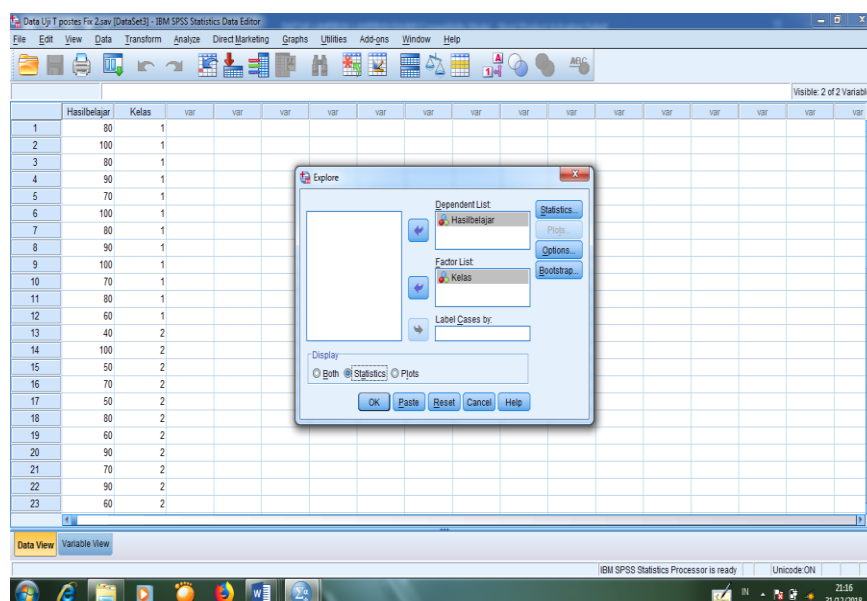 Data Uji T postes Fix 2.sav [DataSet3] - IBM SPSS Statistics Data Editor
File Edit View Data Transform Analyze Direct Marketing Graphs Utilities Add-ons Window Help
Visible: 2 of 2 Variabl
Hasilbelajar Kelas var var var var var var var var var var var var var
1 80 1
2 100 1
3 80 1
4 90 1
5 70 1
6 100 1
7 80 1
8 90 1
9 100 1
10 70 1
11 80 1
12 60 1
13 40 2
14 100 2
15 50 2
16 70 2
17 50 2
18 80 2
19 60 2
20 90 2
21 70 2
22 90 2
23 60 2
Explore
Dependent List:
Hasilbelajar
Factor List:
Kelas
Label Cases by:
Statistics...
Plots...
Options...
Bootstrap...
Display
Both Statistics Plots
OK Paste Reset Cancel Help
Data View Variable View
IBM SPSS Statistics Processor is ready Unicode:ON
IN 21:16
21/12/2018